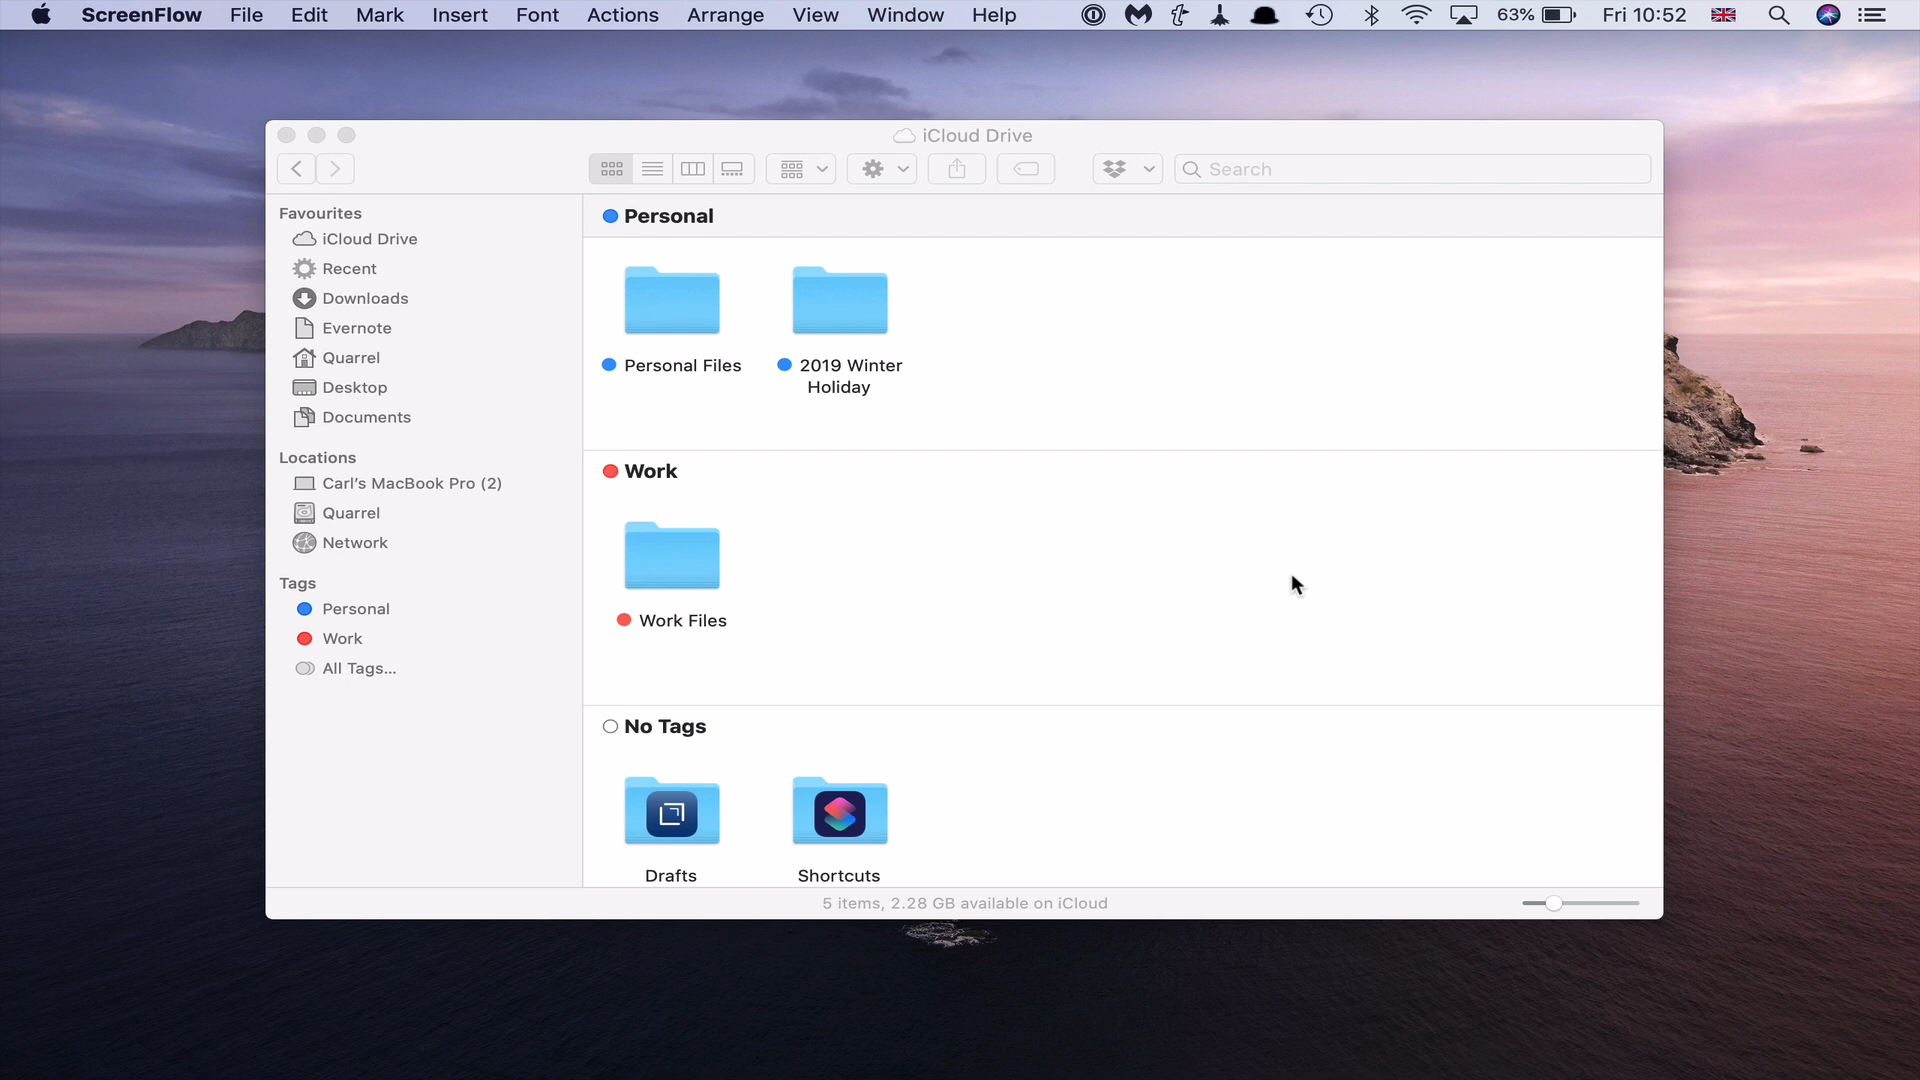 ScreenFlow File Edit Mark Insert Font Actions Arrange View Window Help 63% Fri 10:52
iCloud Drive
Search
Favourites
iCloud Drive
Recent
Downloads
Evernote
Quarrel
Desktop
Documents
Locations
Carl's MacBook Pro (2)
Quarrel
Network
Tags
Personal
Work
All Tags...
Personal
Personal Files
2019 Winter
Holiday
Work
Work Files
No Tags
Drafts
Shortcuts
5 items, 2.28 GB available on iCloud